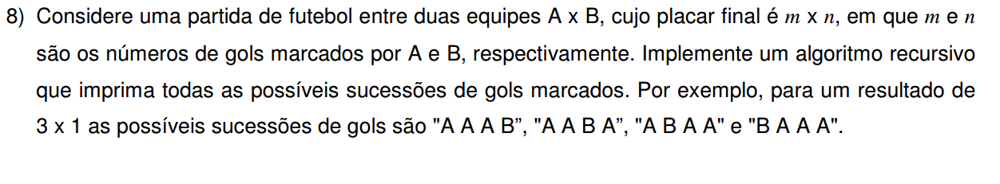 8) Considere uma partida de futebol entre duas equipes A x B, cujo placar final é m x n, em que m e n
são os números de gols marcados por A e B, respectivamente. Implemente um algoritmo recursivo
que imprima todas as possíveis sucessões de gols marcados. Por exemplo, para um resultado de
3 x 1 as possíveis sucessões de gols são "A A A B”, "A A B A”, "A B A A" e "B A A A".